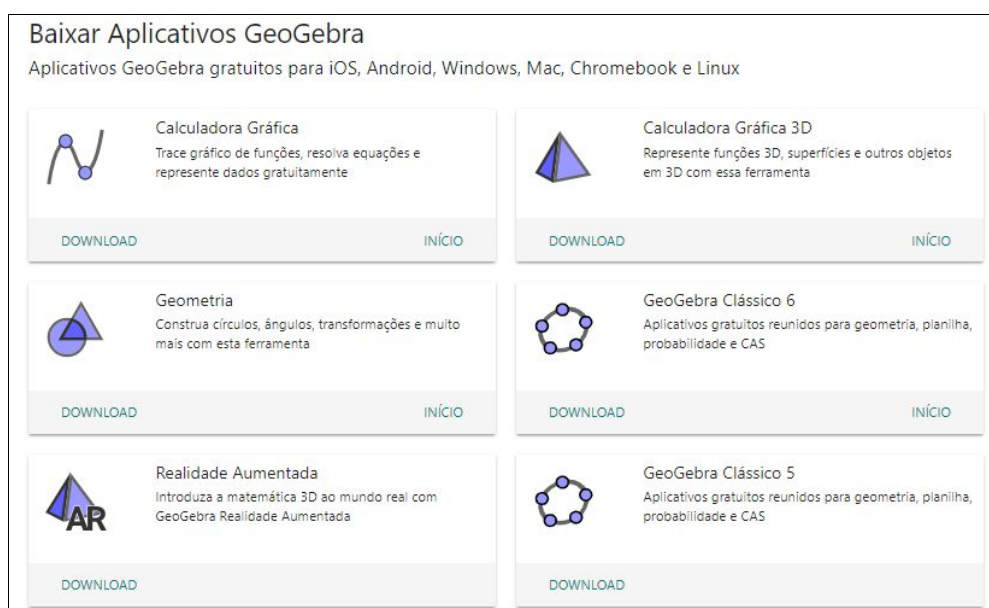 Baixar Aplicativos GeoGebra
Aplicativos GeoGebra gratuitos para iOS, Android, Windows, Mac, Chromebook e Linux
Calculadora Gráfica
Trace gráfico de funções, resolva equações e
represente dados gratuitamente
DOWNLOAD
INÍCIO
Calculadora Gráfica 3D
Represente funções 3D, superfícies e outros objetos
em 3D com essa ferramenta
DOWNLOAD
INÍCIO
Geometria
Construa círculos, ângulos, transformações e muito
mais com esta ferramenta
DOWNLOAD
INÍCIO
GeoGebra Clássico 6
Aplicativos gratuitos reunidos para geometria, planilha,
probabilidade e CAS
DOWNLOAD
INÍCIO
AR
Realidade Aumentada
Introduza a matemática 3D ao mundo real com
GeoGebra Realidade Aumentada
DOWNLOAD
GeoGebra Clássico 5
Aplicativos gratuitos reunidos para geometria, planilha,
probabilidade e CAS
DOWNLOAD